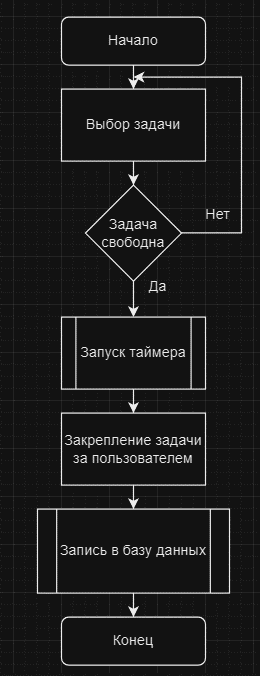 Начало
Выбор задачи
Задача
свободна
Нет
Да
Запуск таймера
Закрепление задачи
за пользователем
Запись в базу данных
Конец